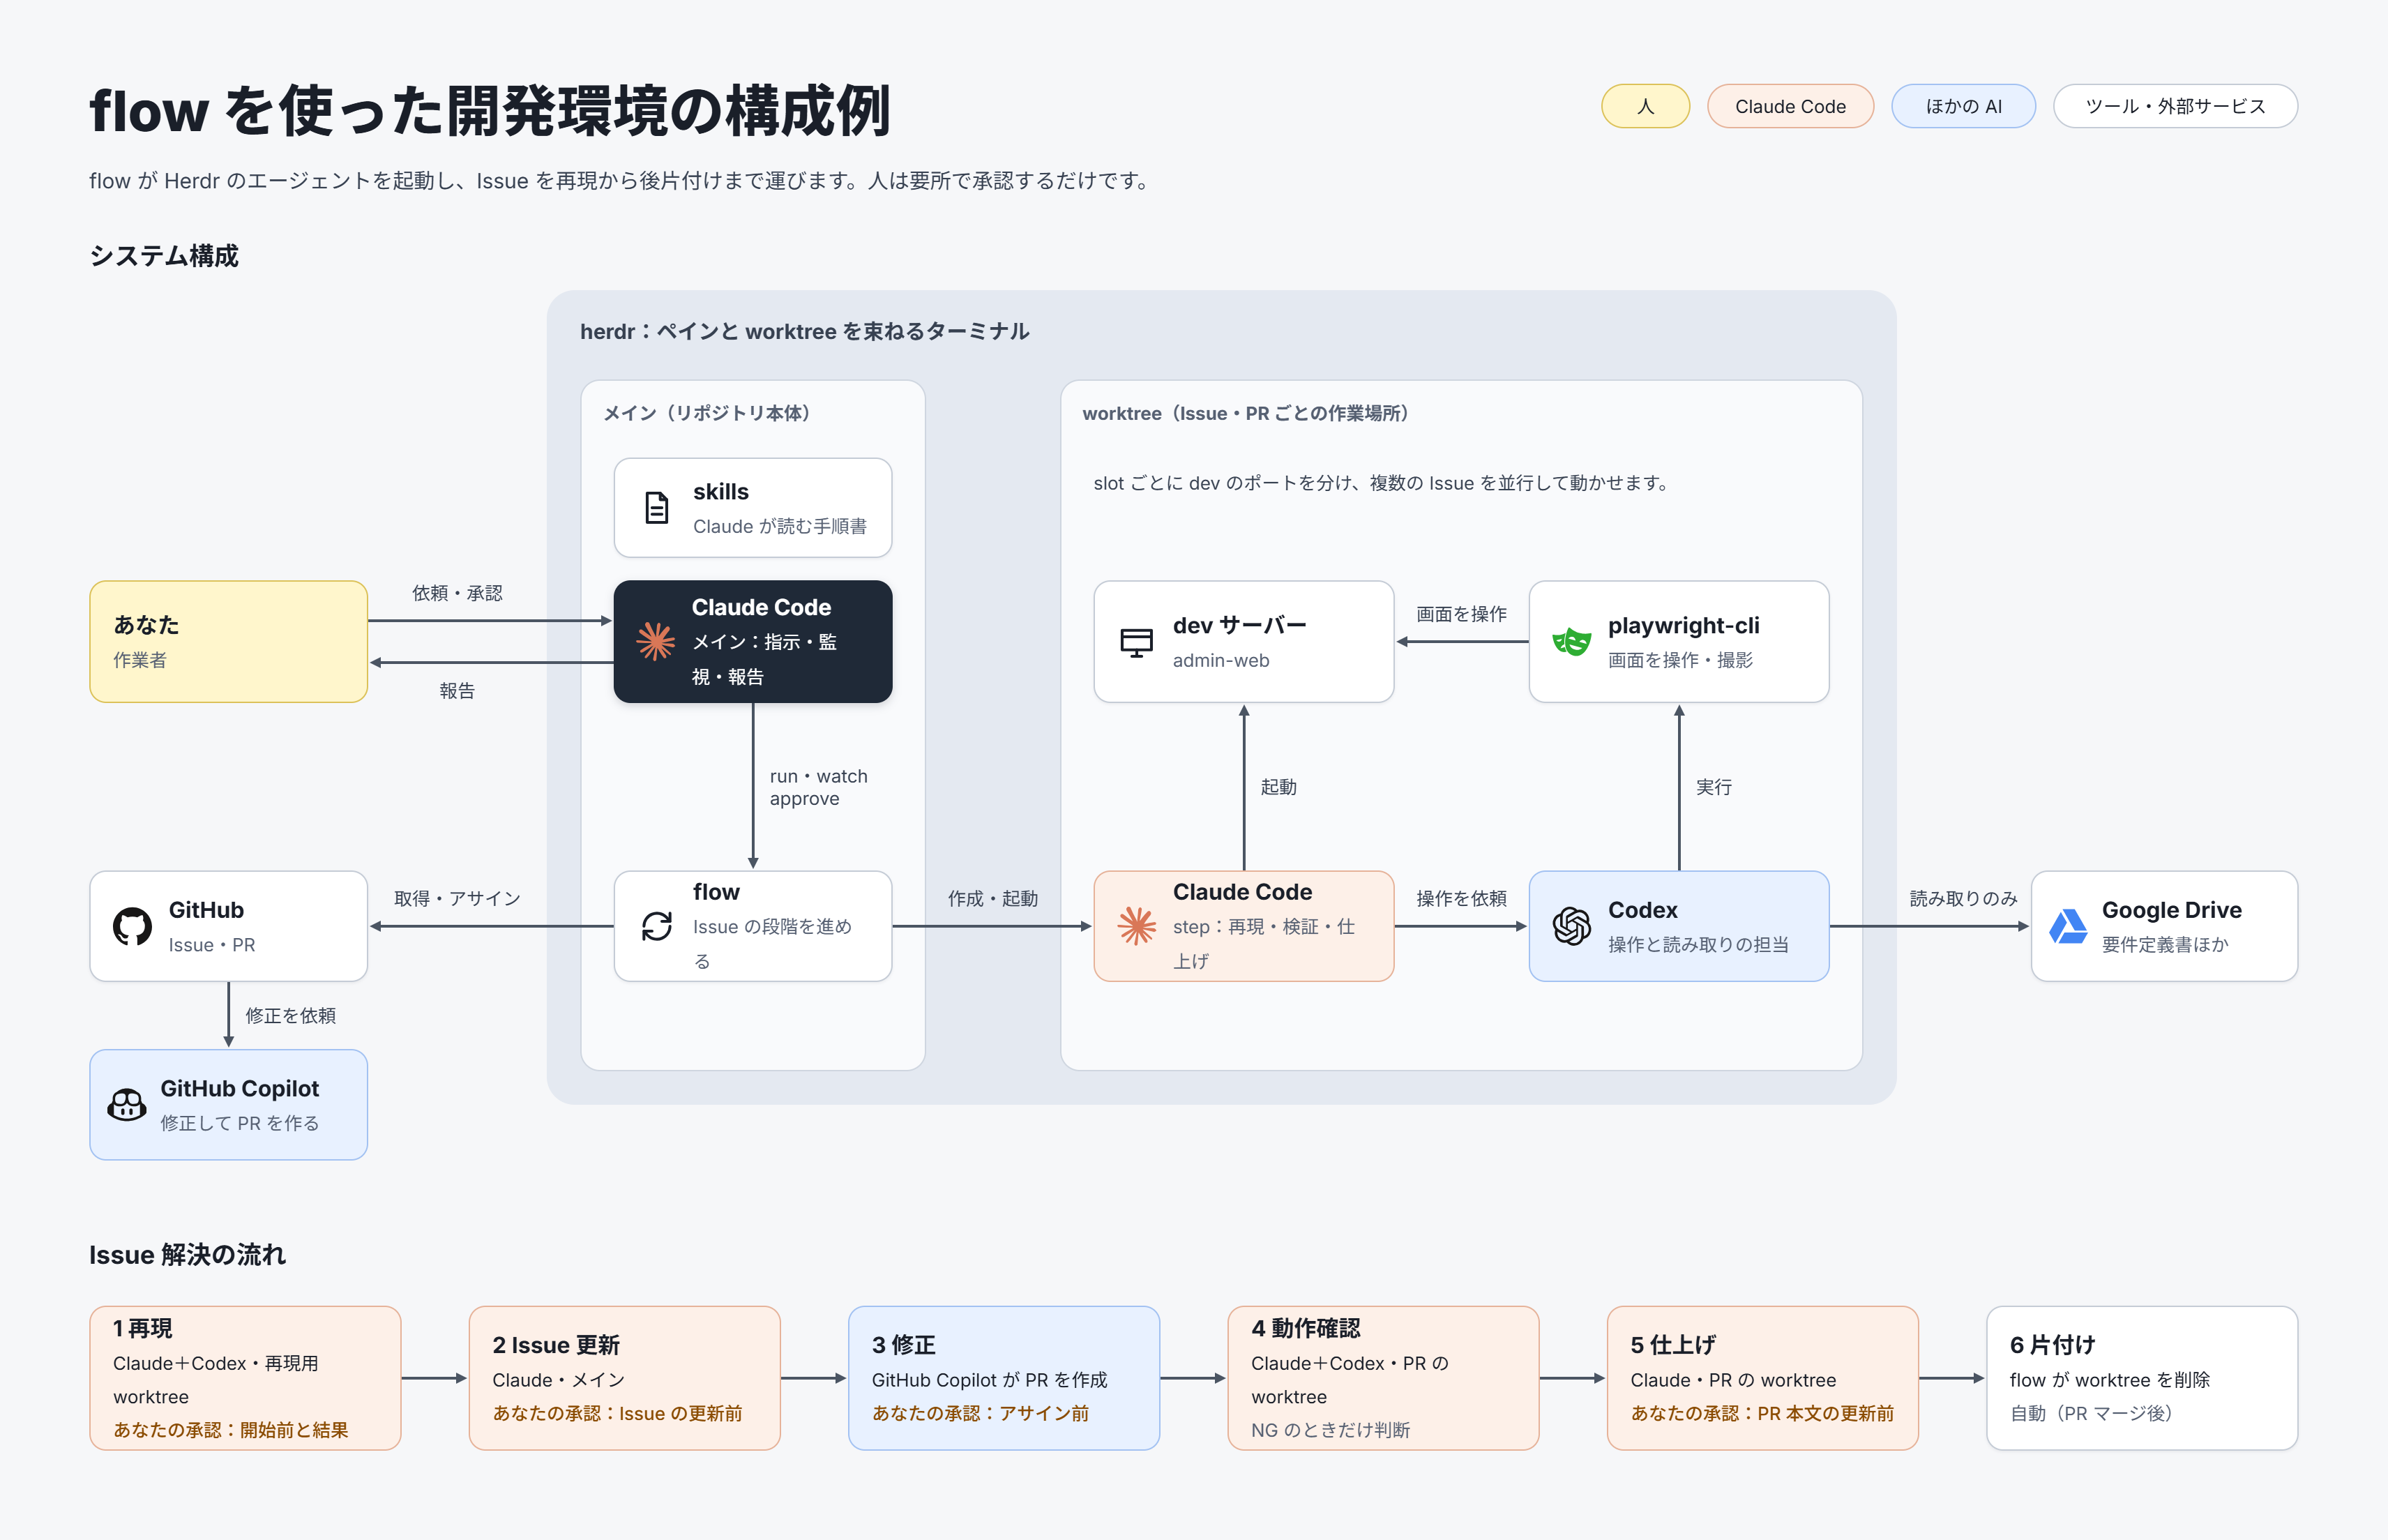 flow を使った開発環境の構成例
人
Claude Code
ほかの AI
ツール・外部サービス
flow が Herdr のエージェントを起動し、Issue を再現から後片付けまで運びます。人は要所で承認するだけです。
システム構成
herdr：ペインと worktree を束ねるターミナル
メイン（リポジトリ本体）
skills
Claude が読む手順書
Claude Code
メイン：指示・監
視・報告
run・watch
approve
flow
Issue の段階を進め
る
あなた
作業者
依頼・承認
報告
GitHub
Issue・PR
取得・アサイン
修正を依頼
GitHub Copilot
修正して PR を作る
作成・起動
worktree（Issue・PR ごとの作業場所）
slot ごとに dev のポートを分け、複数の Issue を並行して動かせます。
dev サーバー
admin-web
画面を操作
playwright-cli
画面を操作・撮影
起動
実行
Claude Code
step：再現・検証・仕
上げ
操作を依頼
Codex
操作と読み取りの担当
読み取りのみ
Google Drive
要件定義書ほか
Issue 解決の流れ
1 再現
Claude＋Codex・再現用
worktree
あなたの承認：開始前と結果
2 Issue 更新
Claude・メイン
あなたの承認：Issue の更新前
3 修正
GitHub Copilot が PR を作成
あなたの承認：アサイン前
4 動作確認
Claude＋Codex・PR の
worktree
NG のときだけ判断
5 仕上げ
Claude・PR の worktree
あなたの承認：PR 本文の更新前
6 片付け
flow が worktree を削除
自動（PR マージ後）